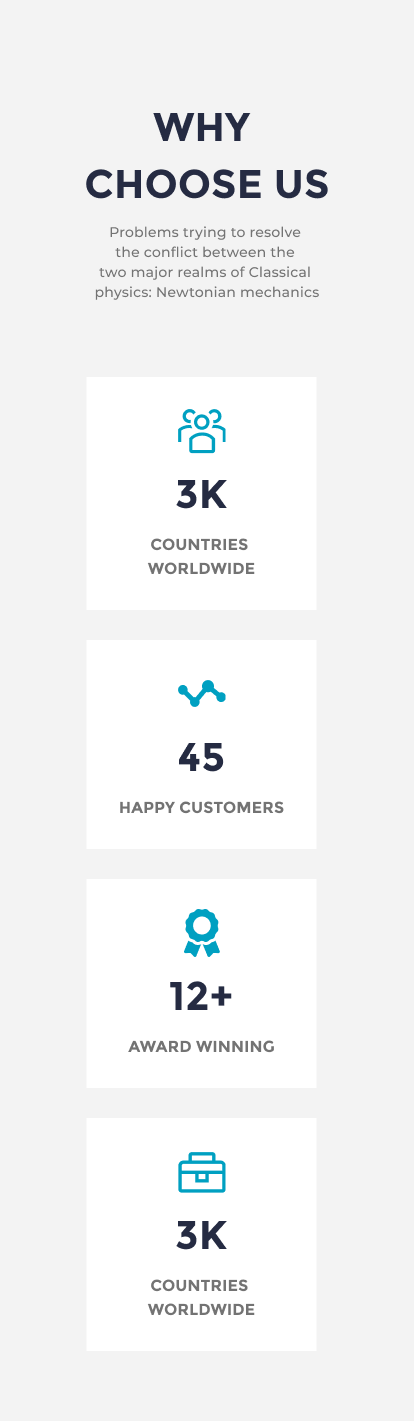 WHY
CHOOSE US
Problems trying to resolve
the conflict between the
two major realms of Classical
physics: Newtonian mechanics
3K
COUNTRIES
WORLDWIDE
45
HAPPY CUSTOMERS
12+
AWARD WINNING
3K
COUNTRIES
WORLDWIDE